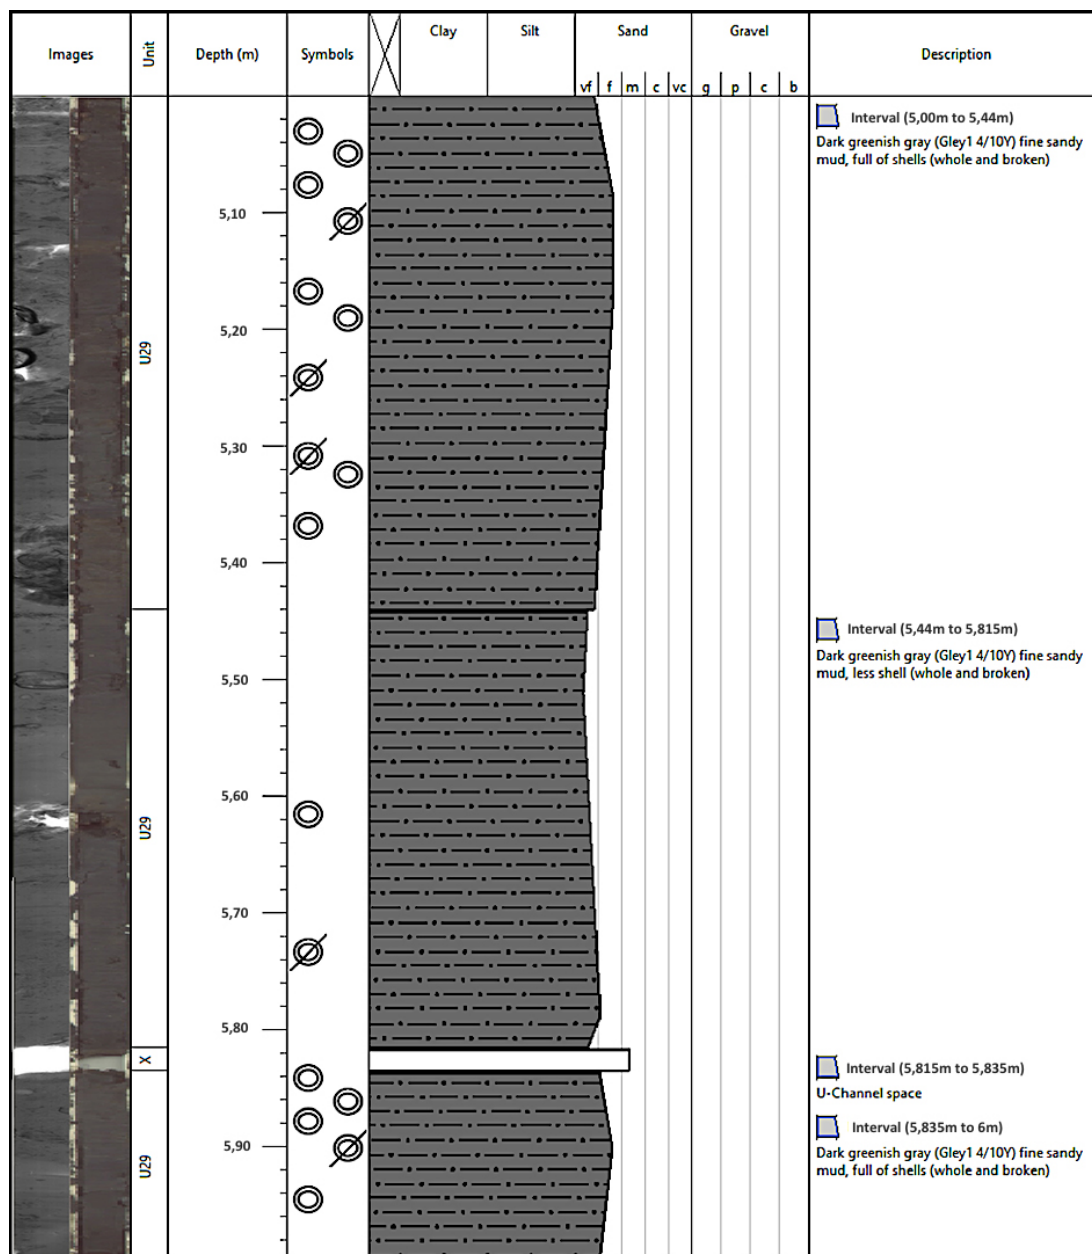 Images
Unit
Depth (m)
Symbols
Clay
Silt
Sand
Gravel
Description
vf
f
m
c
vc
g
p
c
b
Interval (5,00m to 5,44m)
Dark greenish gray (Gley1 4/10Y) fine sandy
mud, full of shells (whole and broken)
5,10
5,20
U29
5,30
5,40
Interval (5,44m to 5,815m)
Dark greenish gray (Gley1 4/10Y) fine sandy
mud, less shell (whole and broken)
5,50
5,60
U29
5,70
5,80
X
Interval (5,815m to 5,835m)
U-Channel space
Interval (5,835m to 6m)
Dark greenish gray (Gley1 4/10Y) fine sandy
mud, full of shells (whole and broken)
5,90
U29